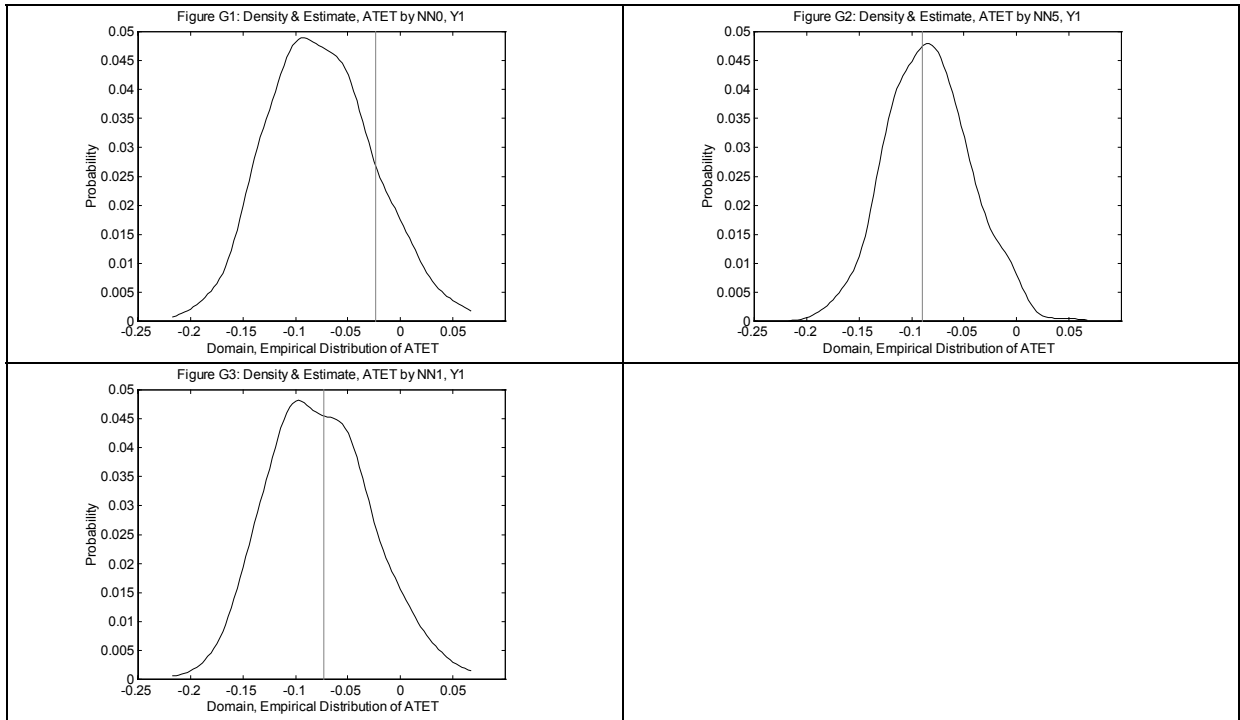 Figure G1: Density & Estimate, ATET by NN0, Y1
0.05
0.045
0.04
0.035
0.03
0.025
0.02
0.015
0.01
0.005
0
Probability
-0.25 -0.2 -0.15 -0.1 -0.05 0 0.05
Domain, Empirical Distribution of ATET
Figure G2: Density & Estimate, ATET by NN5, Y1
0.05
0.045
0.04
0.035
0.03
0.025
0.02
0.015
0.01
0.005
0
Probability
-0.25 -0.2 -0.15 -0.1 -0.05 0 0.05
Domain, Empirical Distribution of ATET
Figure G3: Density & Estimate, ATET by NN1, Y1
0.05
0.045
0.04
0.035
0.03
0.025
0.02
0.015
0.01
0.005
0
Probability
-0.25 -0.2 -0.15 -0.1 -0.05 0 0.05
Domain, Empirical Distribution of ATET